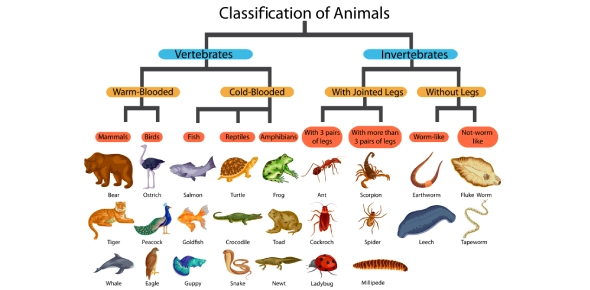 Classification of Animals
Vertebrates
Invertebrates
Warm-Blooded
Cold-Blooded
With Jointed Legs
Without Legs
Mammals
Birds
Fish
Reptiles
Amphibians
With 3 pairs
of legs
With more than
3 pairs of legs
Worm-like
Not-worm
like
Bear
Ostrich
Salmon
Turtle
Frog
Ant
Scorpion
Earthworm
Fluke Worm
Tiger
Peacock
Goldfish
Crocodile
Toad
Cockroch
Spider
Leech
Tapeworm
Whale
Eagle
Guppy
Snake
Newt
Ladybug
Millipede